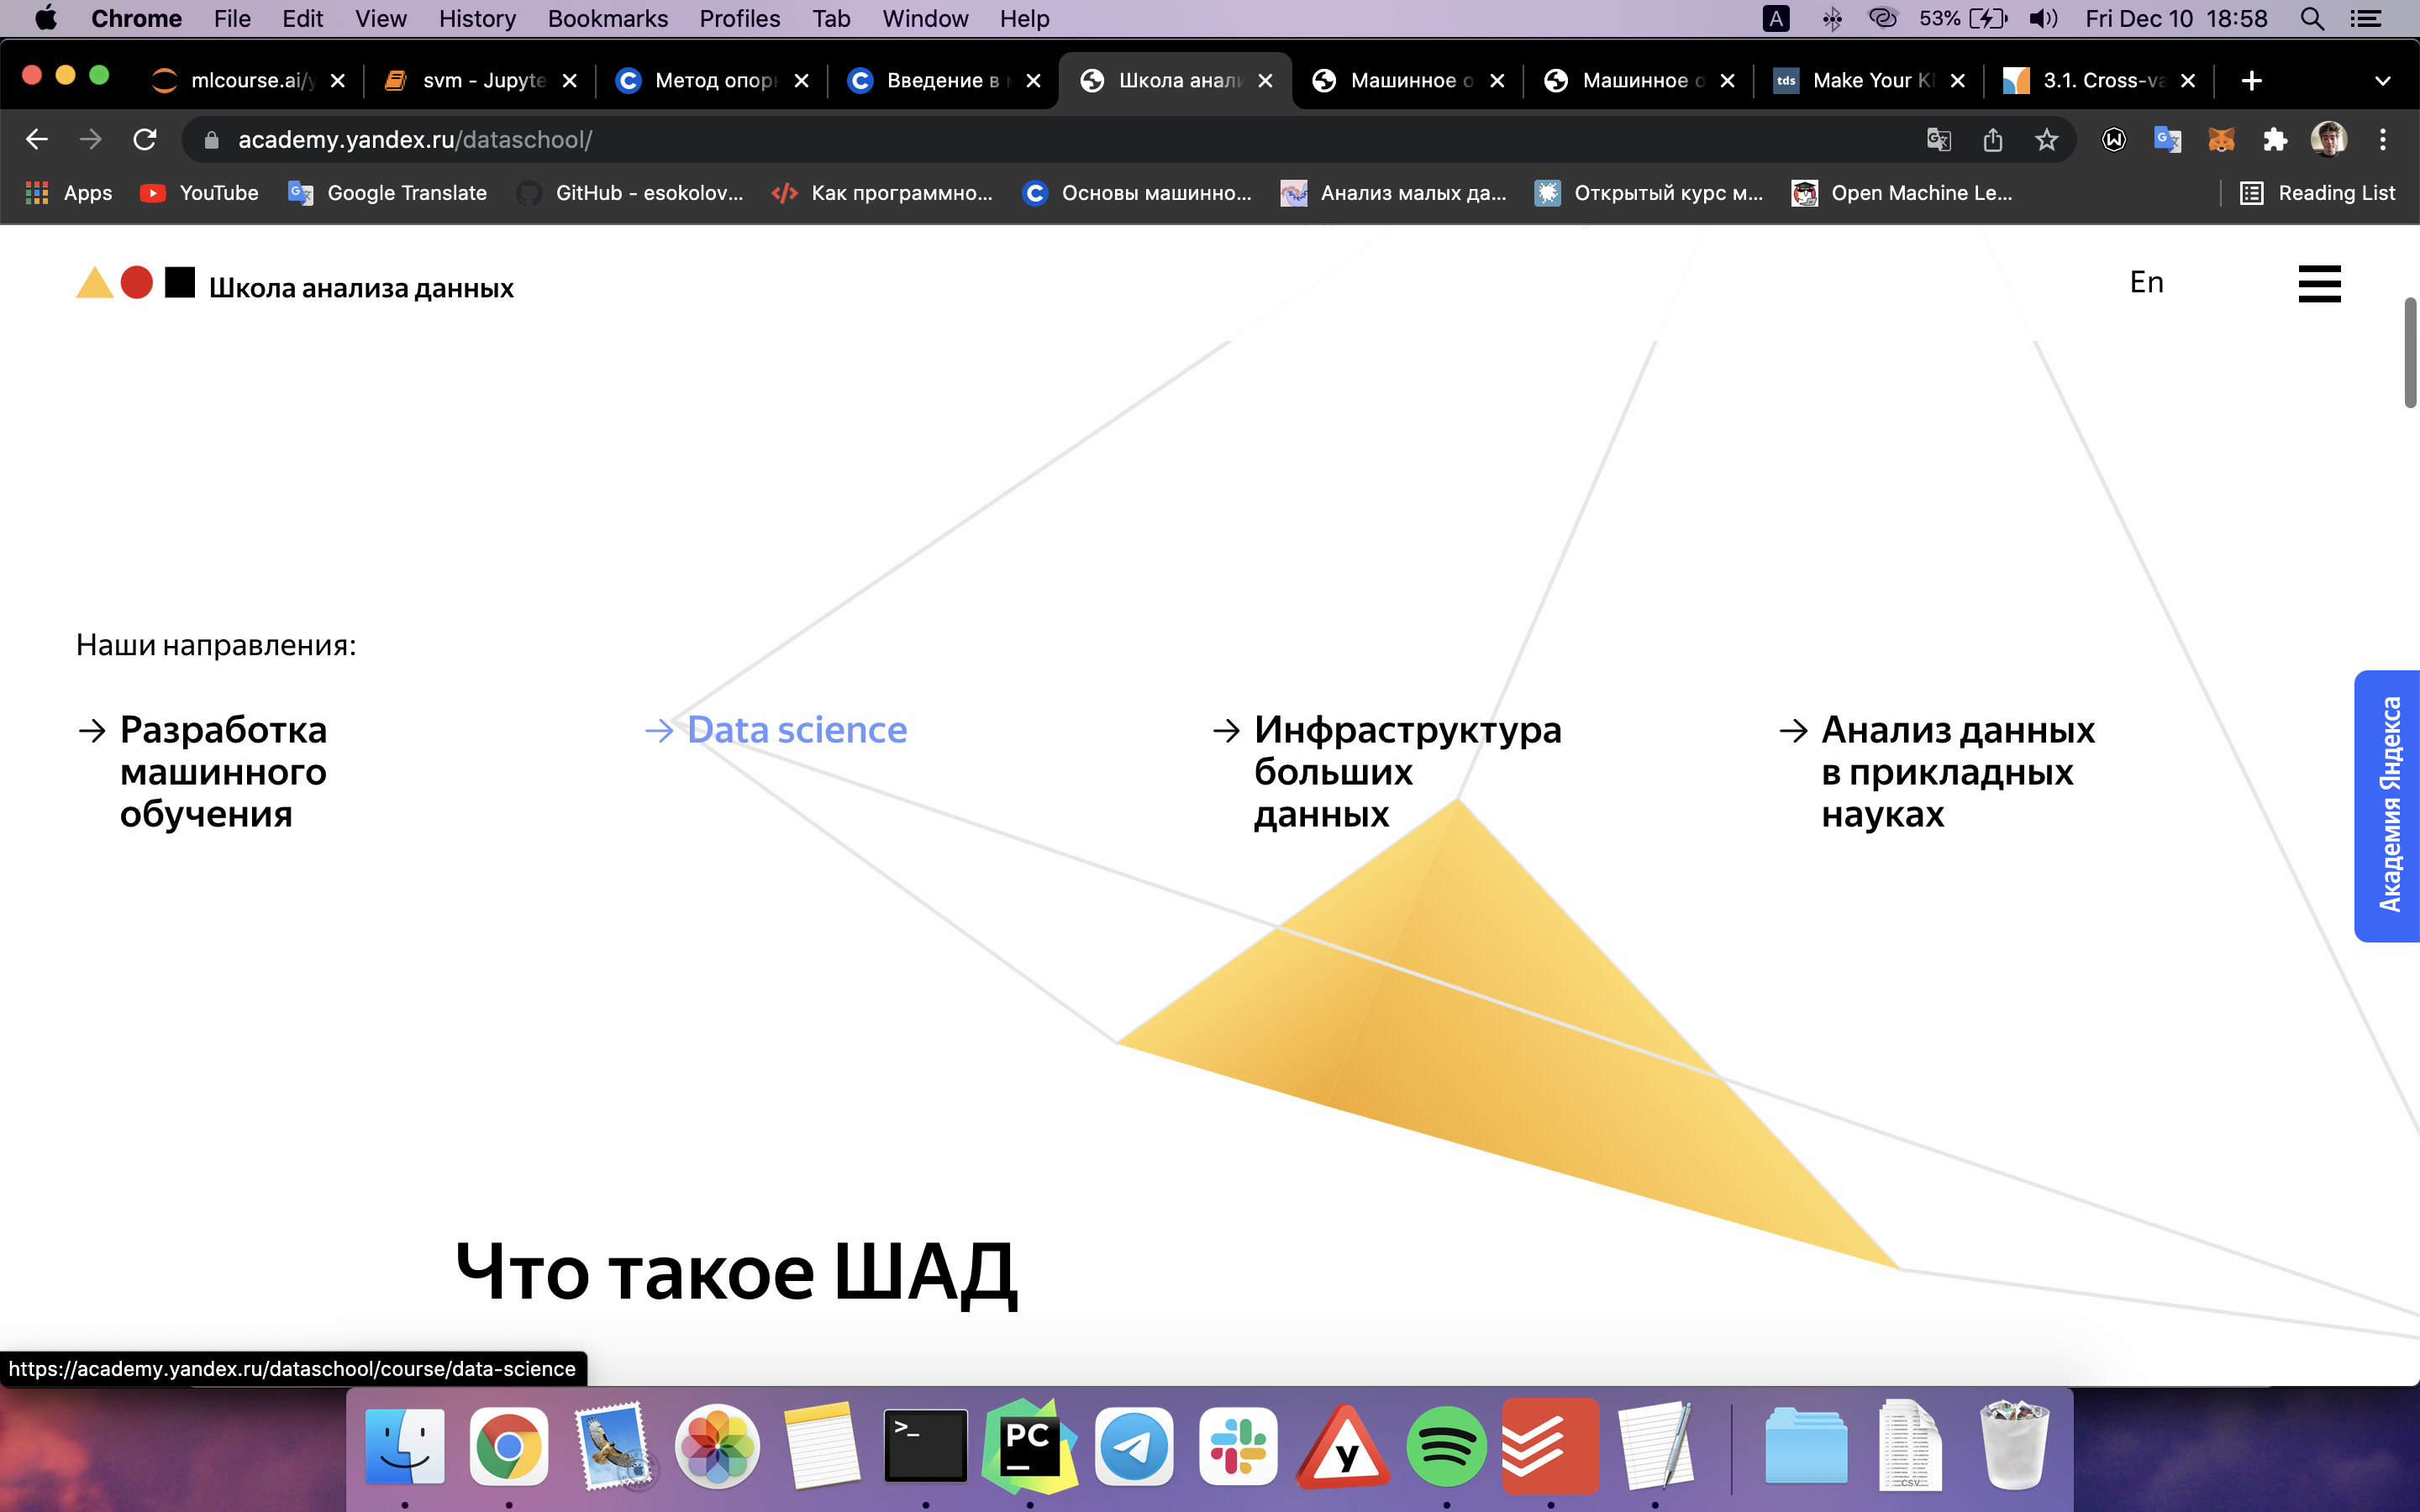 Chrome File Edit View History Bookmarks Profiles Tab Window Help
A 53% Fri Dec 10 18:58
mlcourse.ai/y svm - Jupyte Метод опорн Введение в Школа анали Машинное о Машинное о tds Make Your K 3.1. Cross-va
academy.yandex.ru/dataschool/
Apps YouTube Google Translate GitHub - esokolov... Как программно... Основы машинно... Анализ малых да... Открытый курс м... Open Machine Le... Reading List
Школа анализа данных
En
Наши направления:
→ Разработка
машинного
обучения
→ Data science
→ Инфраструктура
больших
данных
→ Анализ данных
в прикладных
науках
Академия Яндекса
Что такое ШАД
https://academy.yandex.ru/dataschool/course/data-science
>_
PC
y
CSV